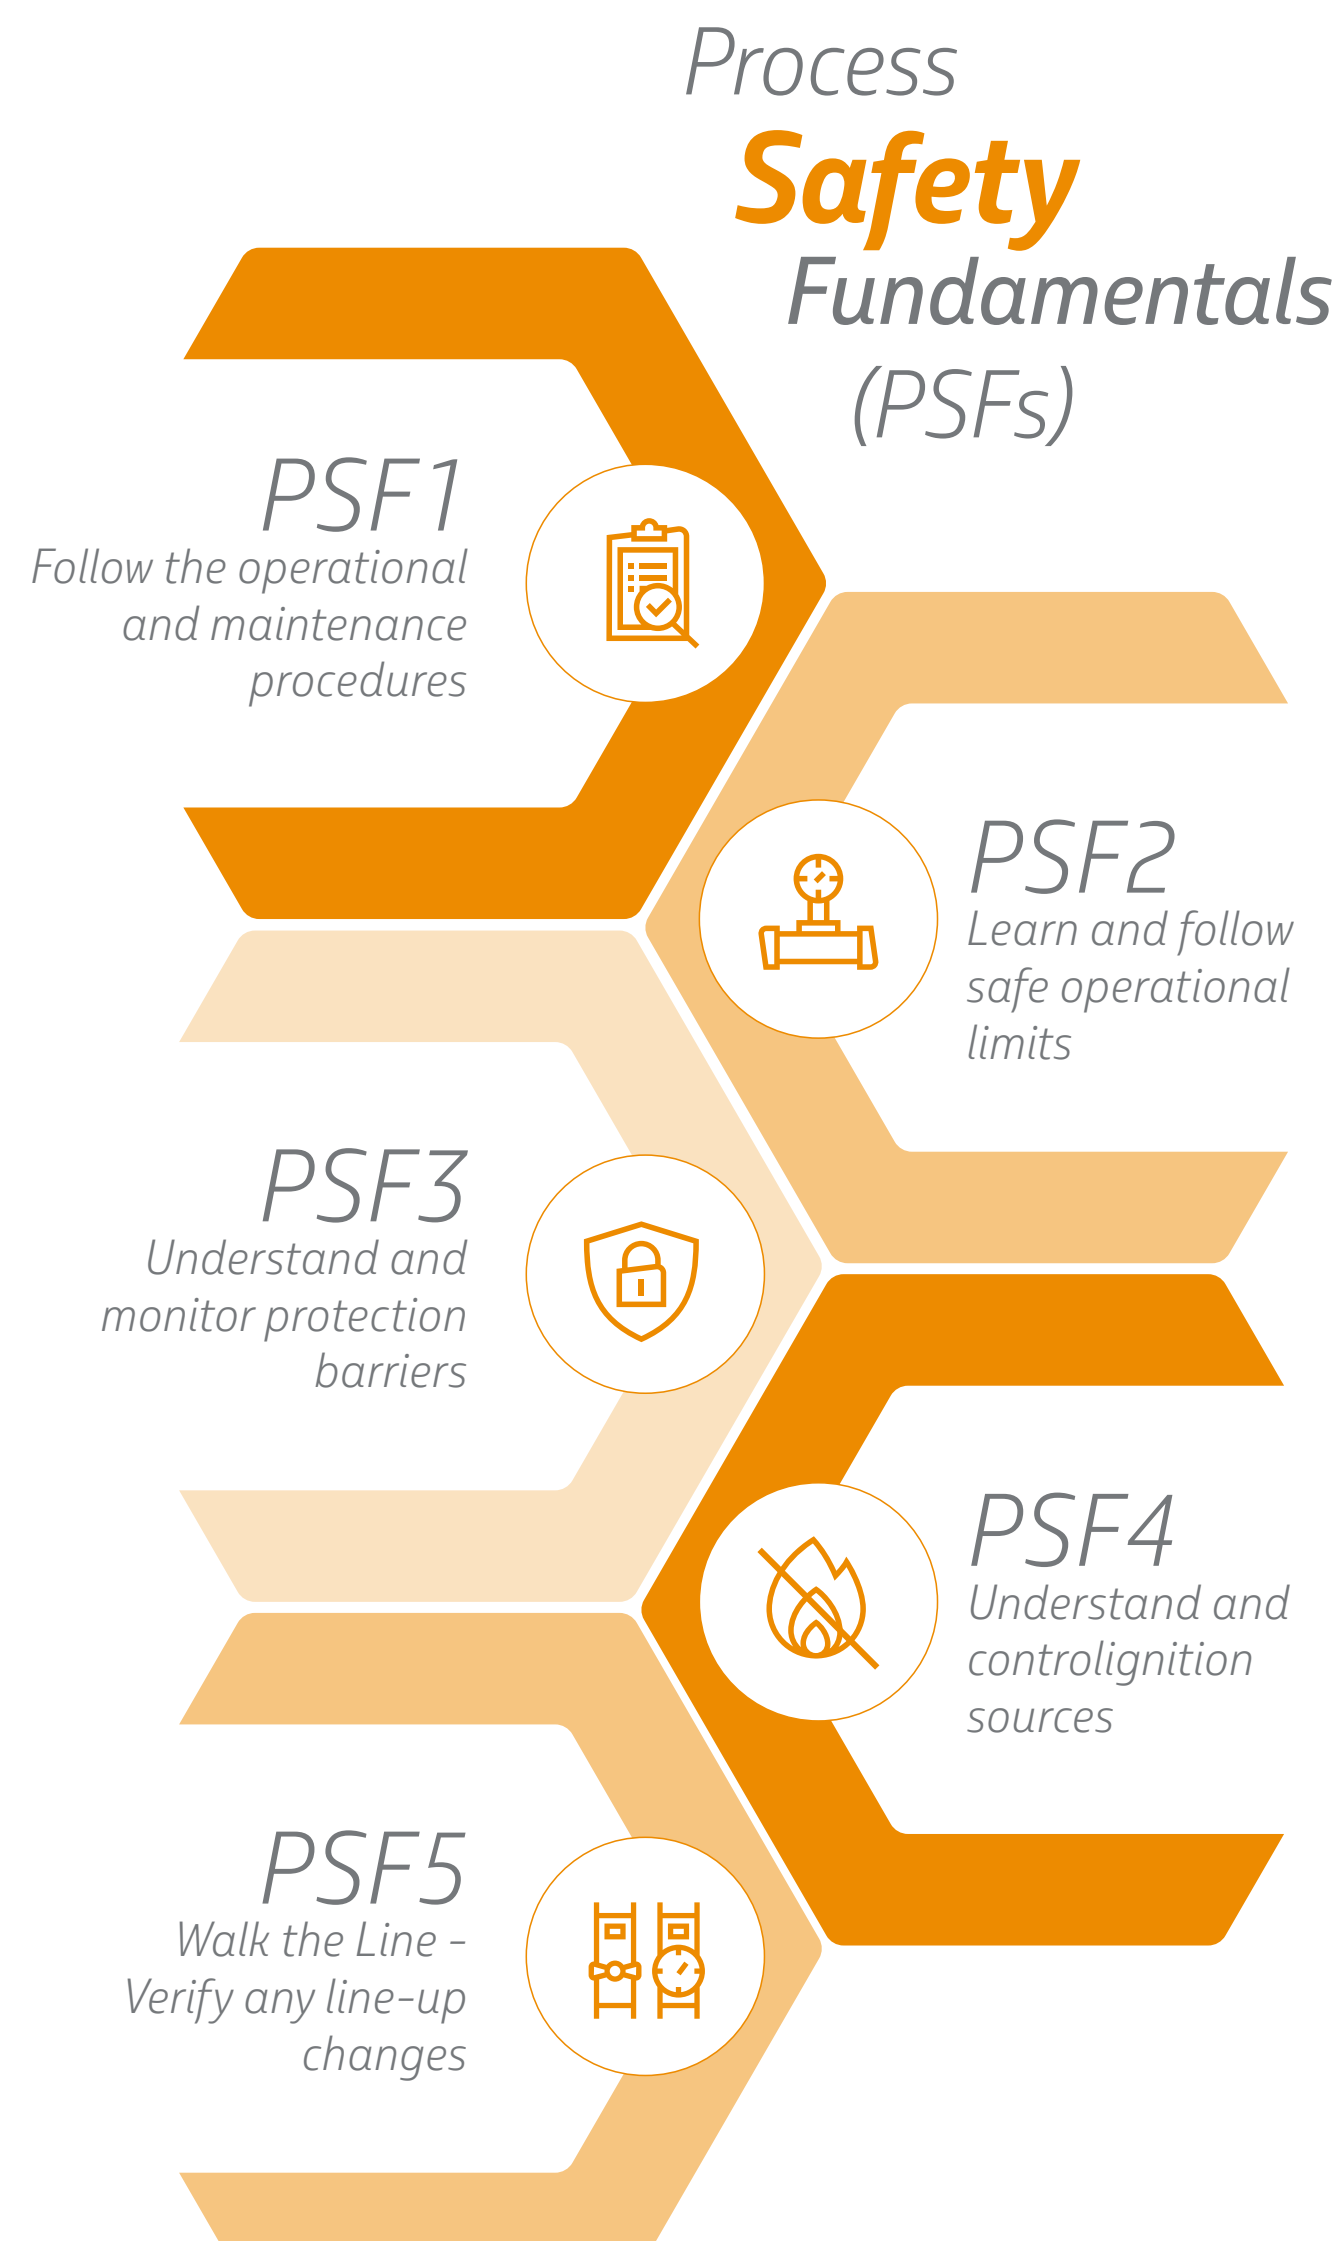 Process
Safety
Fundamentals
(PSFs)
PSF1
Follow the operational
and maintenance
procedures
PSF2
Learn and follow
safe operational
limits
PSF3
Understand and
monitor protection
barriers
PSF4
Understand and
controlignition
sources
PSF5
Walk the Line -
Verify any line-up
changes